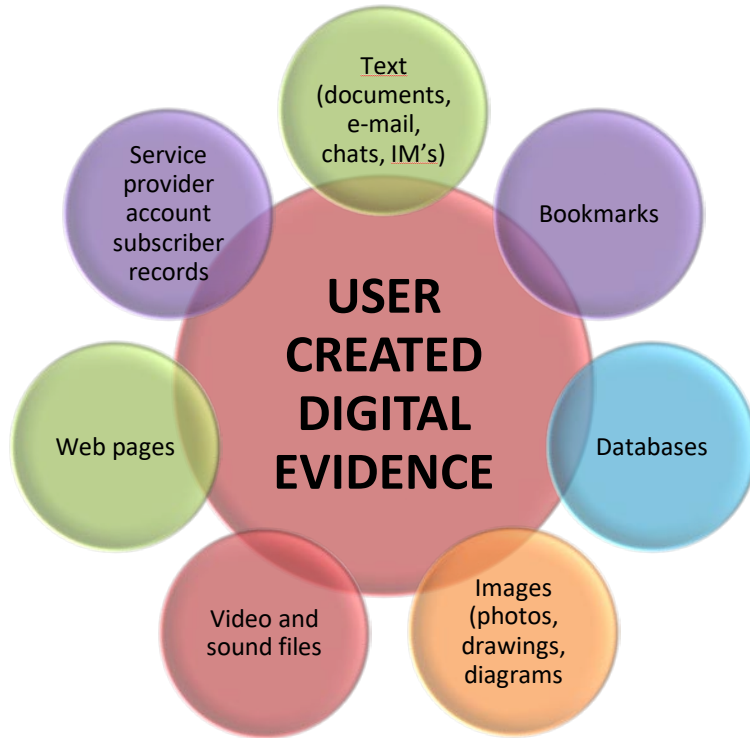 Text
(documents,
e-mail,
chats, IM's)
Bookmarks
Databases
Images
(photos,
drawings,
diagrams
Video and
sound files
Web pages
Service
provider
account
subscriber
records
USER
CREATED
DIGITAL
EVIDENCE